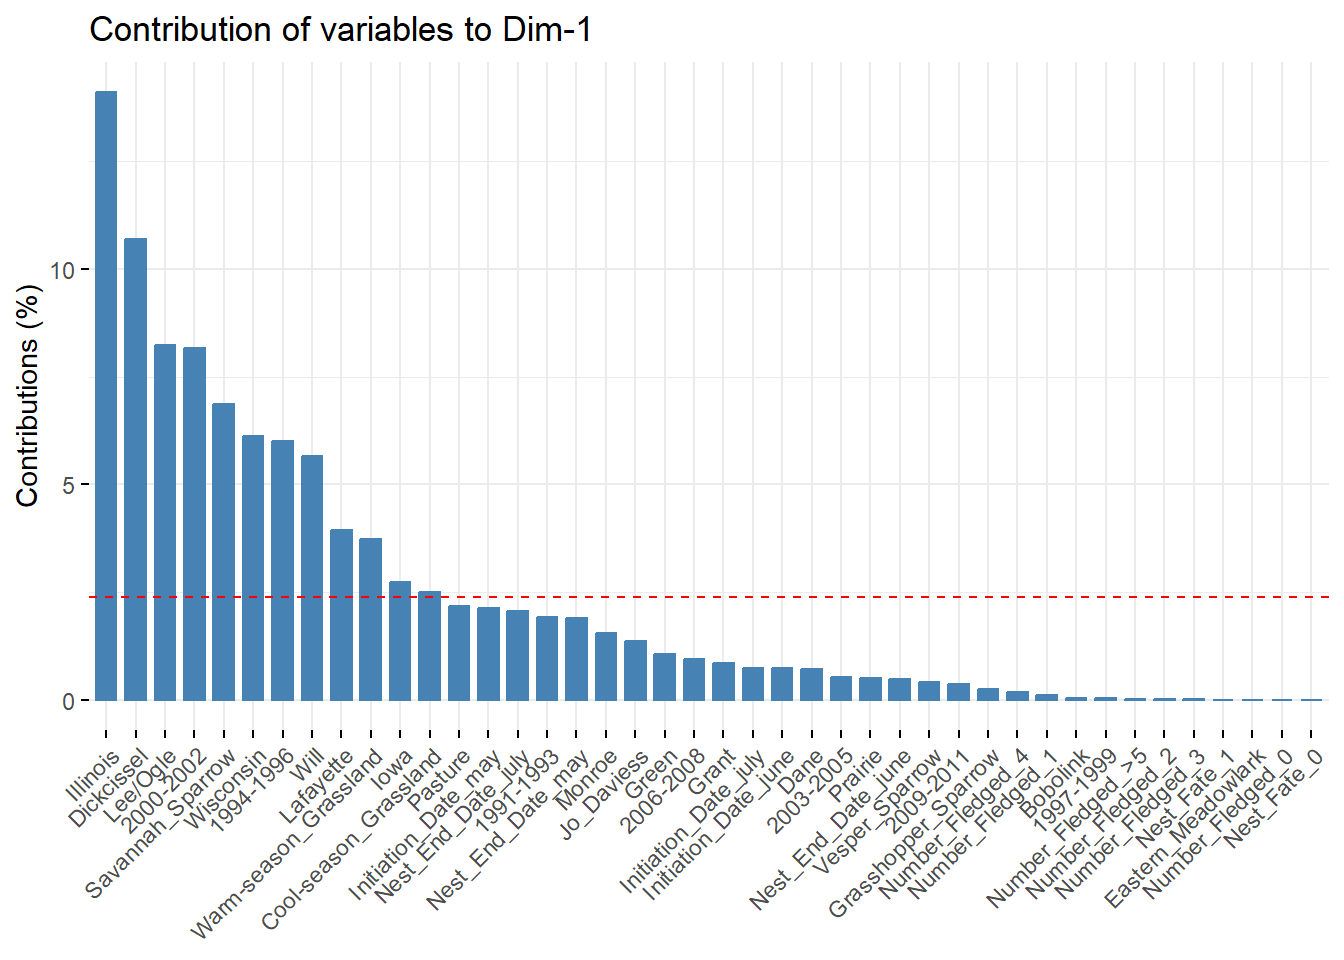 Contribution of variables to Dim-1
Contributions (%)
10
5
0
Illinois
Dickcissel
Lee/Ogle
2000-2002
Savannah_Sparrow
Wisconsin
1994-1996
Will
Lafayette
Warm-season_Grassland
Iowa
Cool-season_Grassland
Pasture
Initiation_Date_may
Nest_End_Date_july
1991-1993
Nest_End_Date_may
Monroe
Jo_Daviess
Green
2006-2008
Grant
Initiation_Date_july
Initiation_Date_june
Dane
2003-2005
Prairie
Nest_End_Date_june
Vesper_Sparrow
2009-2011
Grasshopper_Sparrow
Number_Fledged_4
Number_Fledged_1
Bobolink
1997-1999
Number_Fledged_>5
Number_Fledged_2
Number_Fledged_3
Nest_Fate_1
Eastern_Meadowlark
Number_Fledged_0
Nest_Fate_0